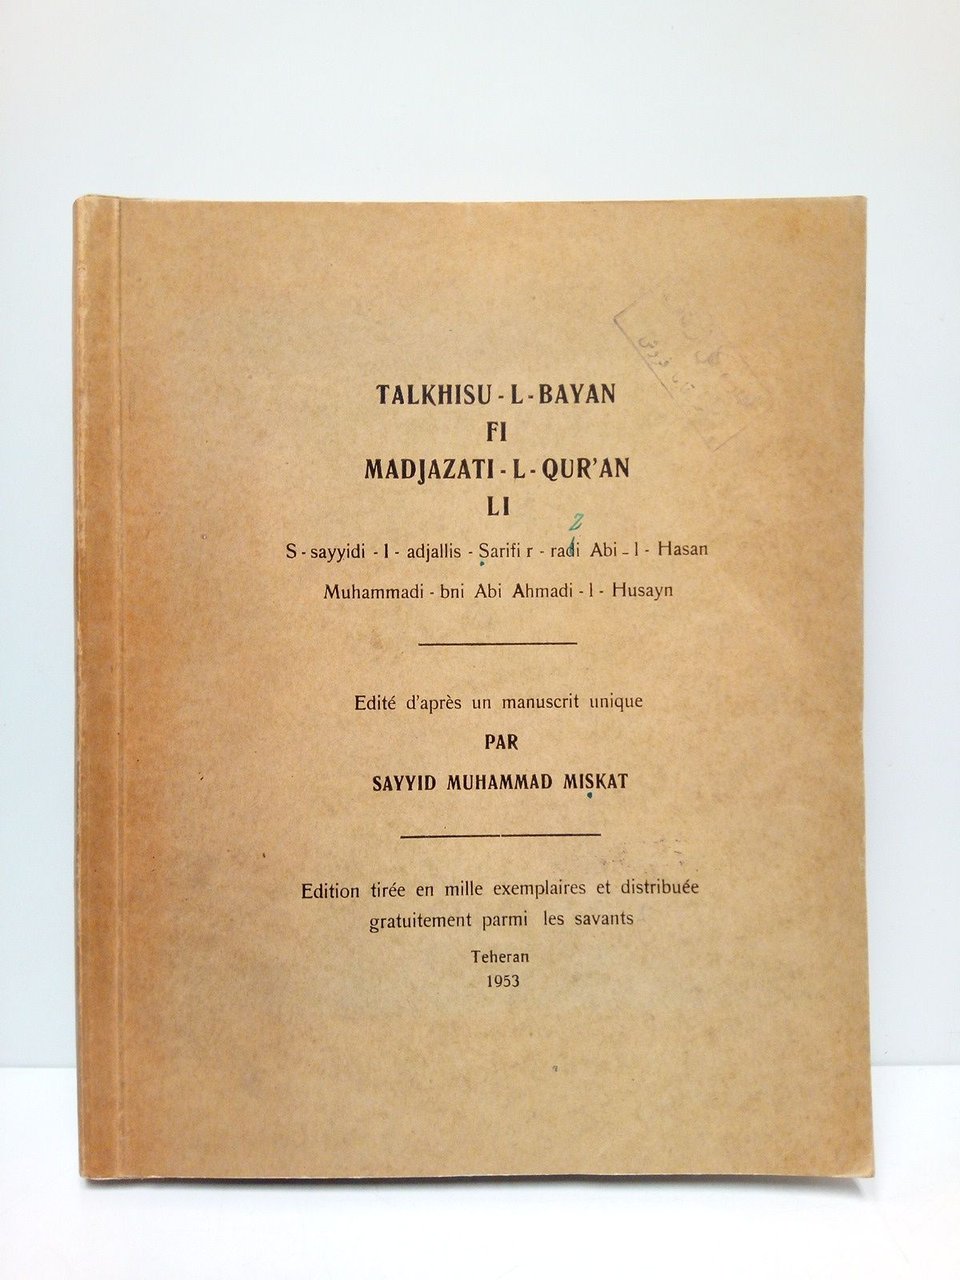 TALKHISU - L - BAYAN
FI
MADJAZATI - L - QUR'AN
LI
z
S - sayyidi - l - adjallis - Ṣarifi r - radi Abi - l - Hasan
Muhammadi - bni Abi Ahmadi - l - Husayn
Edité d'après un manuscrit unique
PAR
SAYYID MUHAMMAD MIṢKAT
Edition tirée en mille exemplaires et distribuée
gratuitement parmi les savants
Teheran
1953